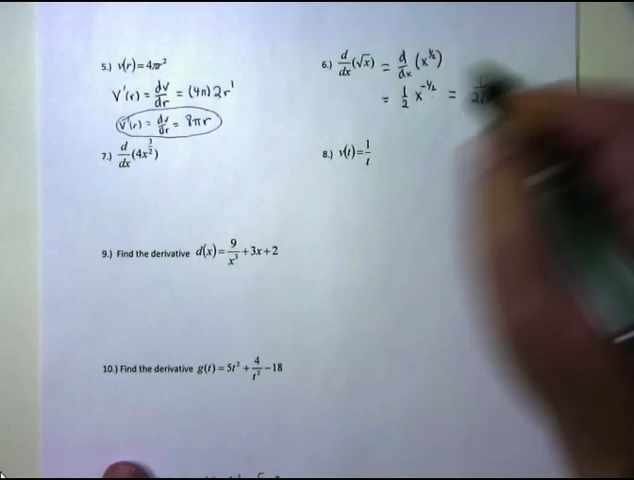 5.) v(r)=4πr²
V'(r) = dv/dr = (4π) 2r¹
V'(r) = dv/dr = 8πr
6.) d/dx(√x) = d/dx (x^½)
= ½ x^-½ =
7.) d/dx(4x^3/2)
8.) v(t)=1/t
9.) Find the derivative d(x)=9/x³+3x+2
10.) Find the derivative g(t)=5t²+4/t²-18